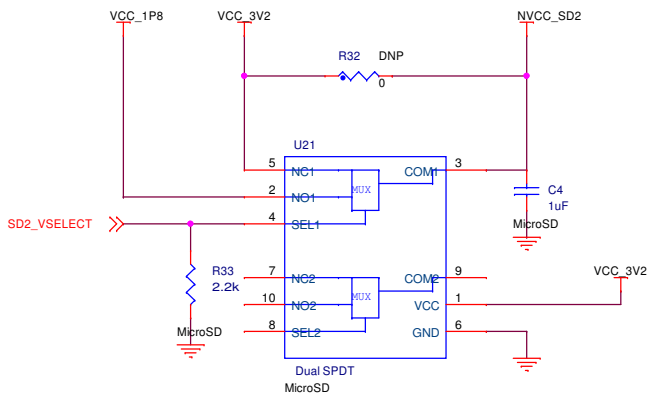 VCC_1P8
VCC_3V2
NVCC_SD2
R32
DNP
0
U21
5
NC1
COM1
3
2
NO1
MUX
4
SEL1
SD2_VSELECT
C4
1uF
MicroSD
R33
2.2k
MicroSD
7
NC2
COM2
9
10
NO2
MUX
VCC
1
8
SEL2
GND
6
VCC_3V2
Dual SPDT
MicroSD